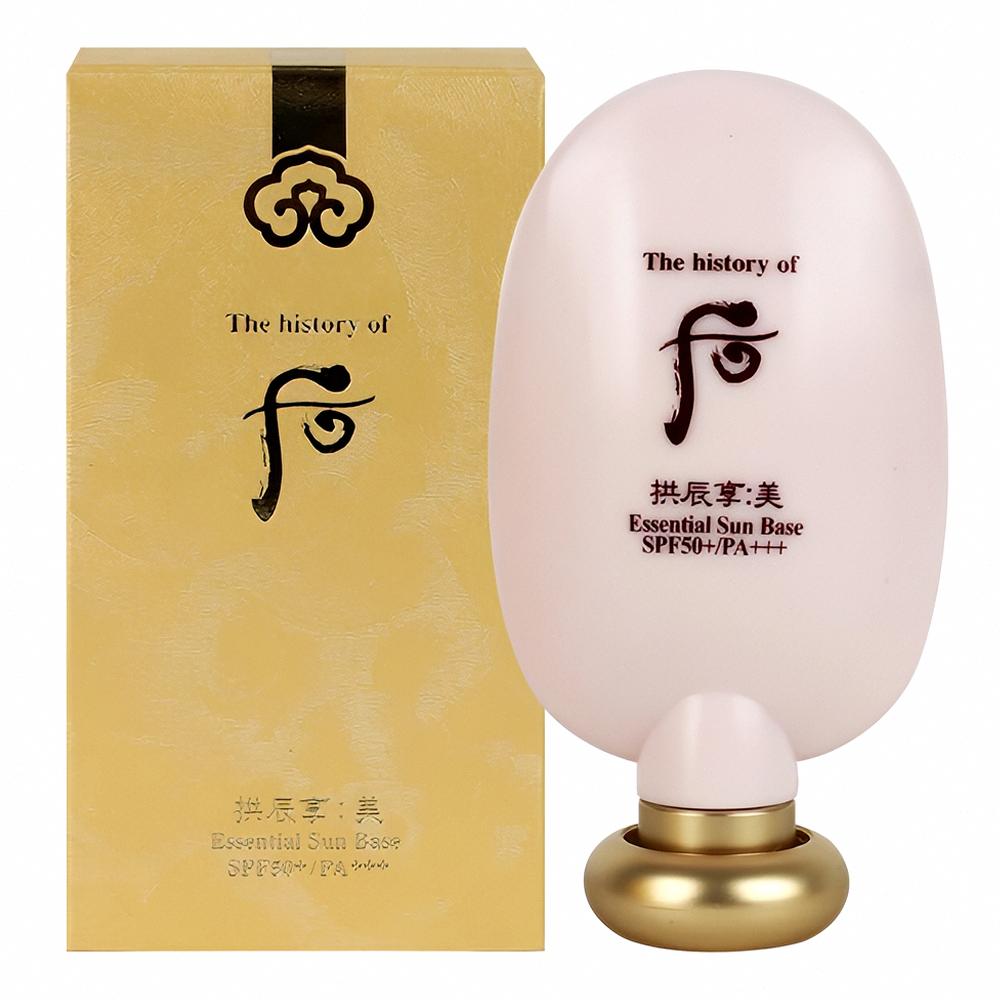 The history of
后
拱辰享:美
Essential Sun Base
SPF50+/PA++++
The history of
后
拱辰享:美
Essential Sun Base
SPF50+/PA+++